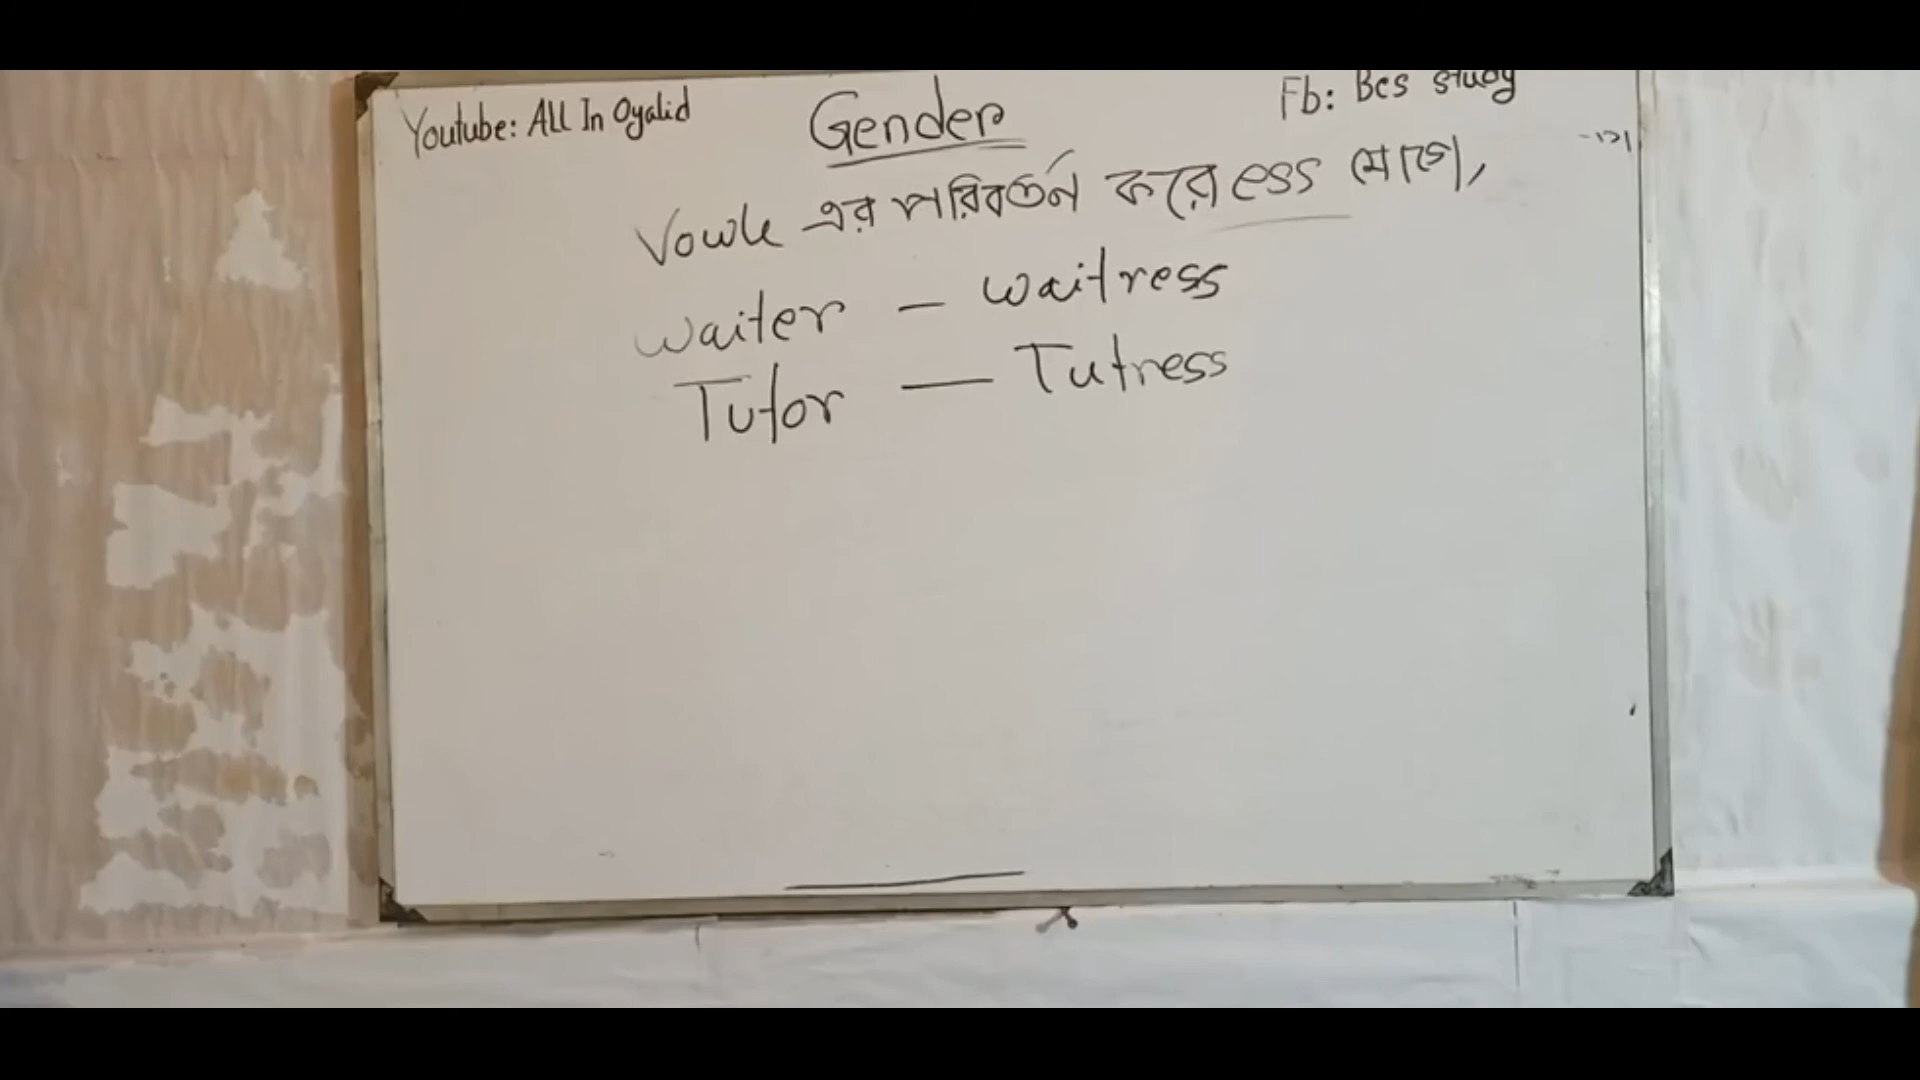 Youtube: All In Oyalid
Gender
Fb: Bcs study
Vowle এর পরিবর্তন করে ess যোগে,
waiter — waitress
Tutor — Tutress